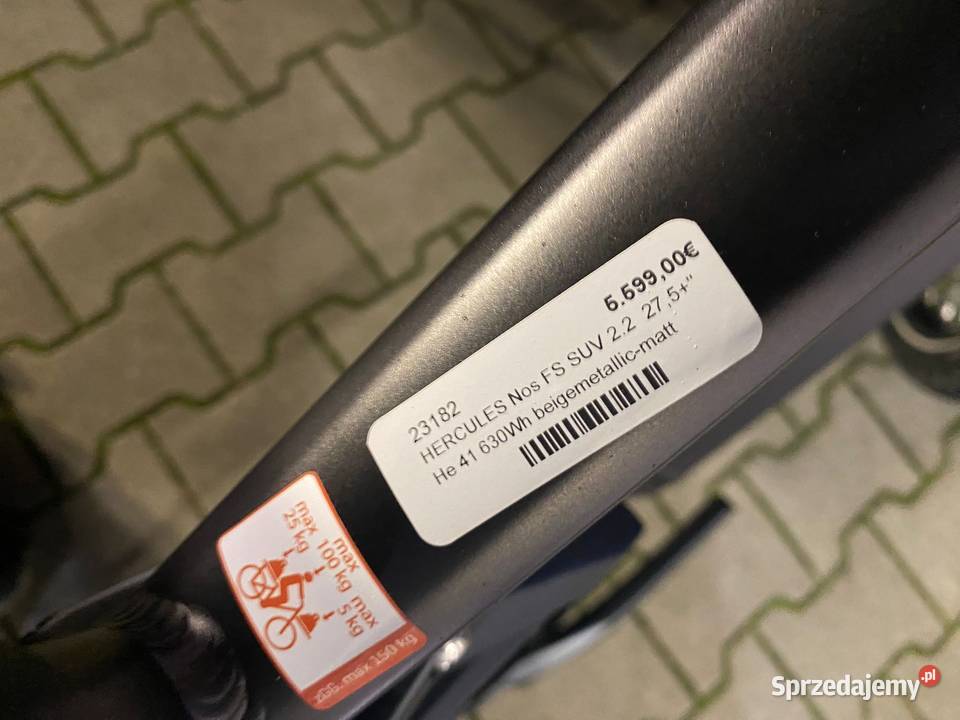 5.599,00€
23182
HERCULES Nos FS SUV 2.2 27,5+"
He 41 630Wh beigemetallic-matt
max
25 kg
max
100 kg
max
5 kg
zGG. max 150 kg
Sprzedajemy.pl